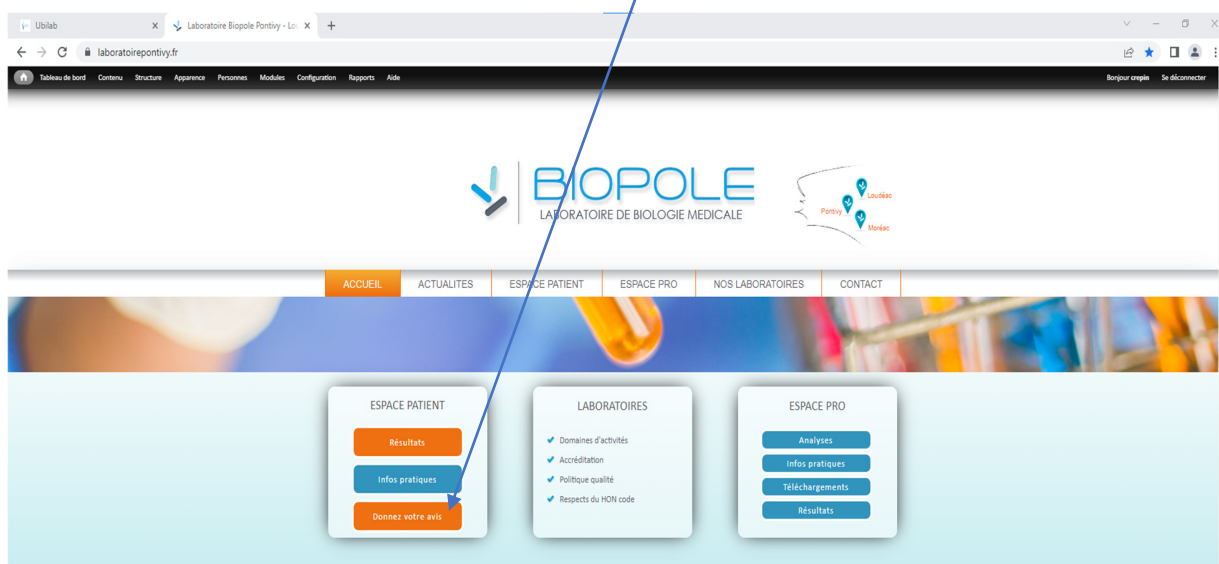 Ubilab
Laboratoire Biopole Pontivy - Lou
laboratoirepontivy.fr
Tableau de bord Contenu Structure Apparence Personnes Modules Configuration Rapports Aide
Bonjour crepin Se déconnecter
BIOPOLE
LABORATOIRE DE BIOLOGIE MEDICALE
Loudéac
Pontivy
Moréac
ACCUEIL ACTUALITES ESPACE PATIENT ESPACE PRO NOS LABORATOIRES CONTACT
ESPACE PATIENT
Résultats
Infos pratiques
Donnez votre avis
LABORATOIRES
Domaines d'activités
Accréditation
Politique qualité
Respects du HON code
ESPACE PRO
Analyses
Infos pratiques
Téléchargements
Résultats